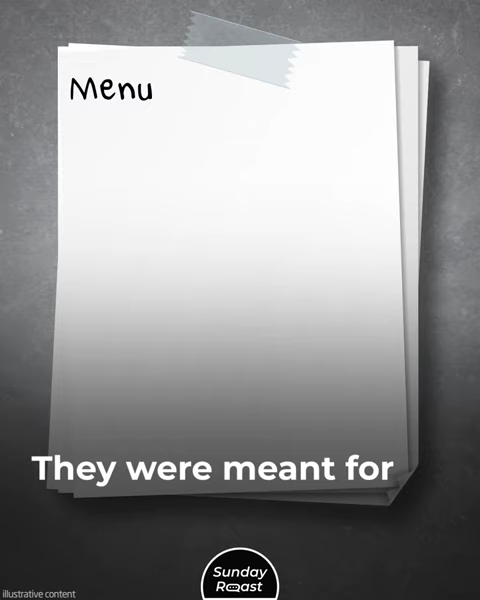 Menu
They were meant for
Sunday
Roast
illustrative content